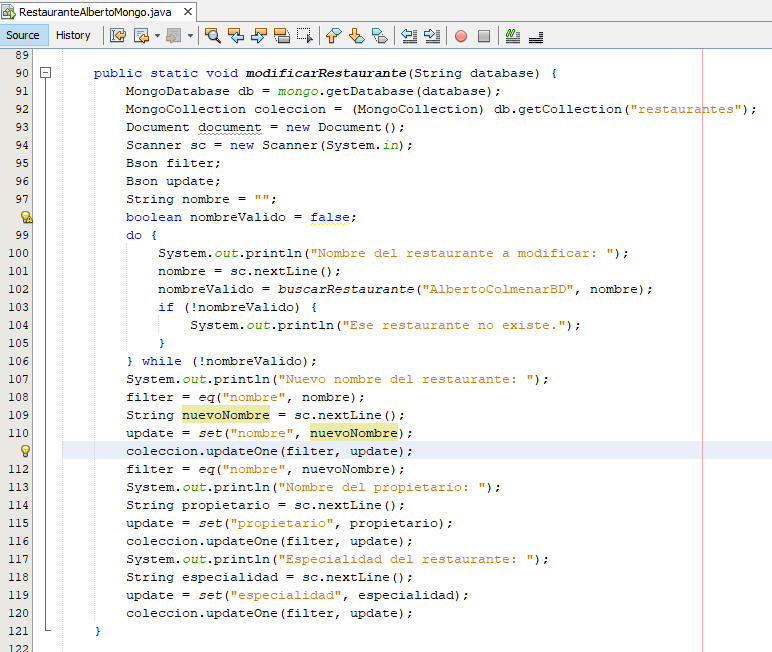 RestauranteAlbertoMongo.java
Source History
89
90 public static void modificarRestaurante(String database) {
91 MongoDatabase db = mongo.getDatabase(database);
92 MongoCollection coleccion = (MongoCollection) db.getCollection("restaurantes");
93 Document document = new Document();
94 Scanner sc = new Scanner(System.in);
95 Bson filter;
96 Bson update;
97 String nombre = "";
boolean nombreValido = false;
99 do {
100 System.out.println("Nombre del restaurante a modificar: ");
101 nombre = sc.nextLine();
102 nombreValido = buscarRestaurante("AlbertoColmenarBD", nombre);
103 if (!nombreValido) {
104 System.out.println("Ese restaurante no existe.");
105 }
106 } while (!nombreValido);
107 System.out.println("Nuevo nombre del restaurante: ");
108 filter = eq("nombre", nombre);
109 String nuevoNombre = sc.nextLine();
110 update = set("nombre", nuevoNombre);
coleccion.updateOne(filter, update);
112 filter = eq("nombre", nuevoNombre);
113 System.out.println("Nombre del propietario: ");
114 String propietario = sc.nextLine();
115 update = set("propietario", propietario);
116 coleccion.updateOne(filter, update);
117 System.out.println("Especialidad del restaurante: ");
118 String especialidad = sc.nextLine();
119 update = set("especialidad", especialidad);
120 coleccion.updateOne(filter, update);
121 }
122